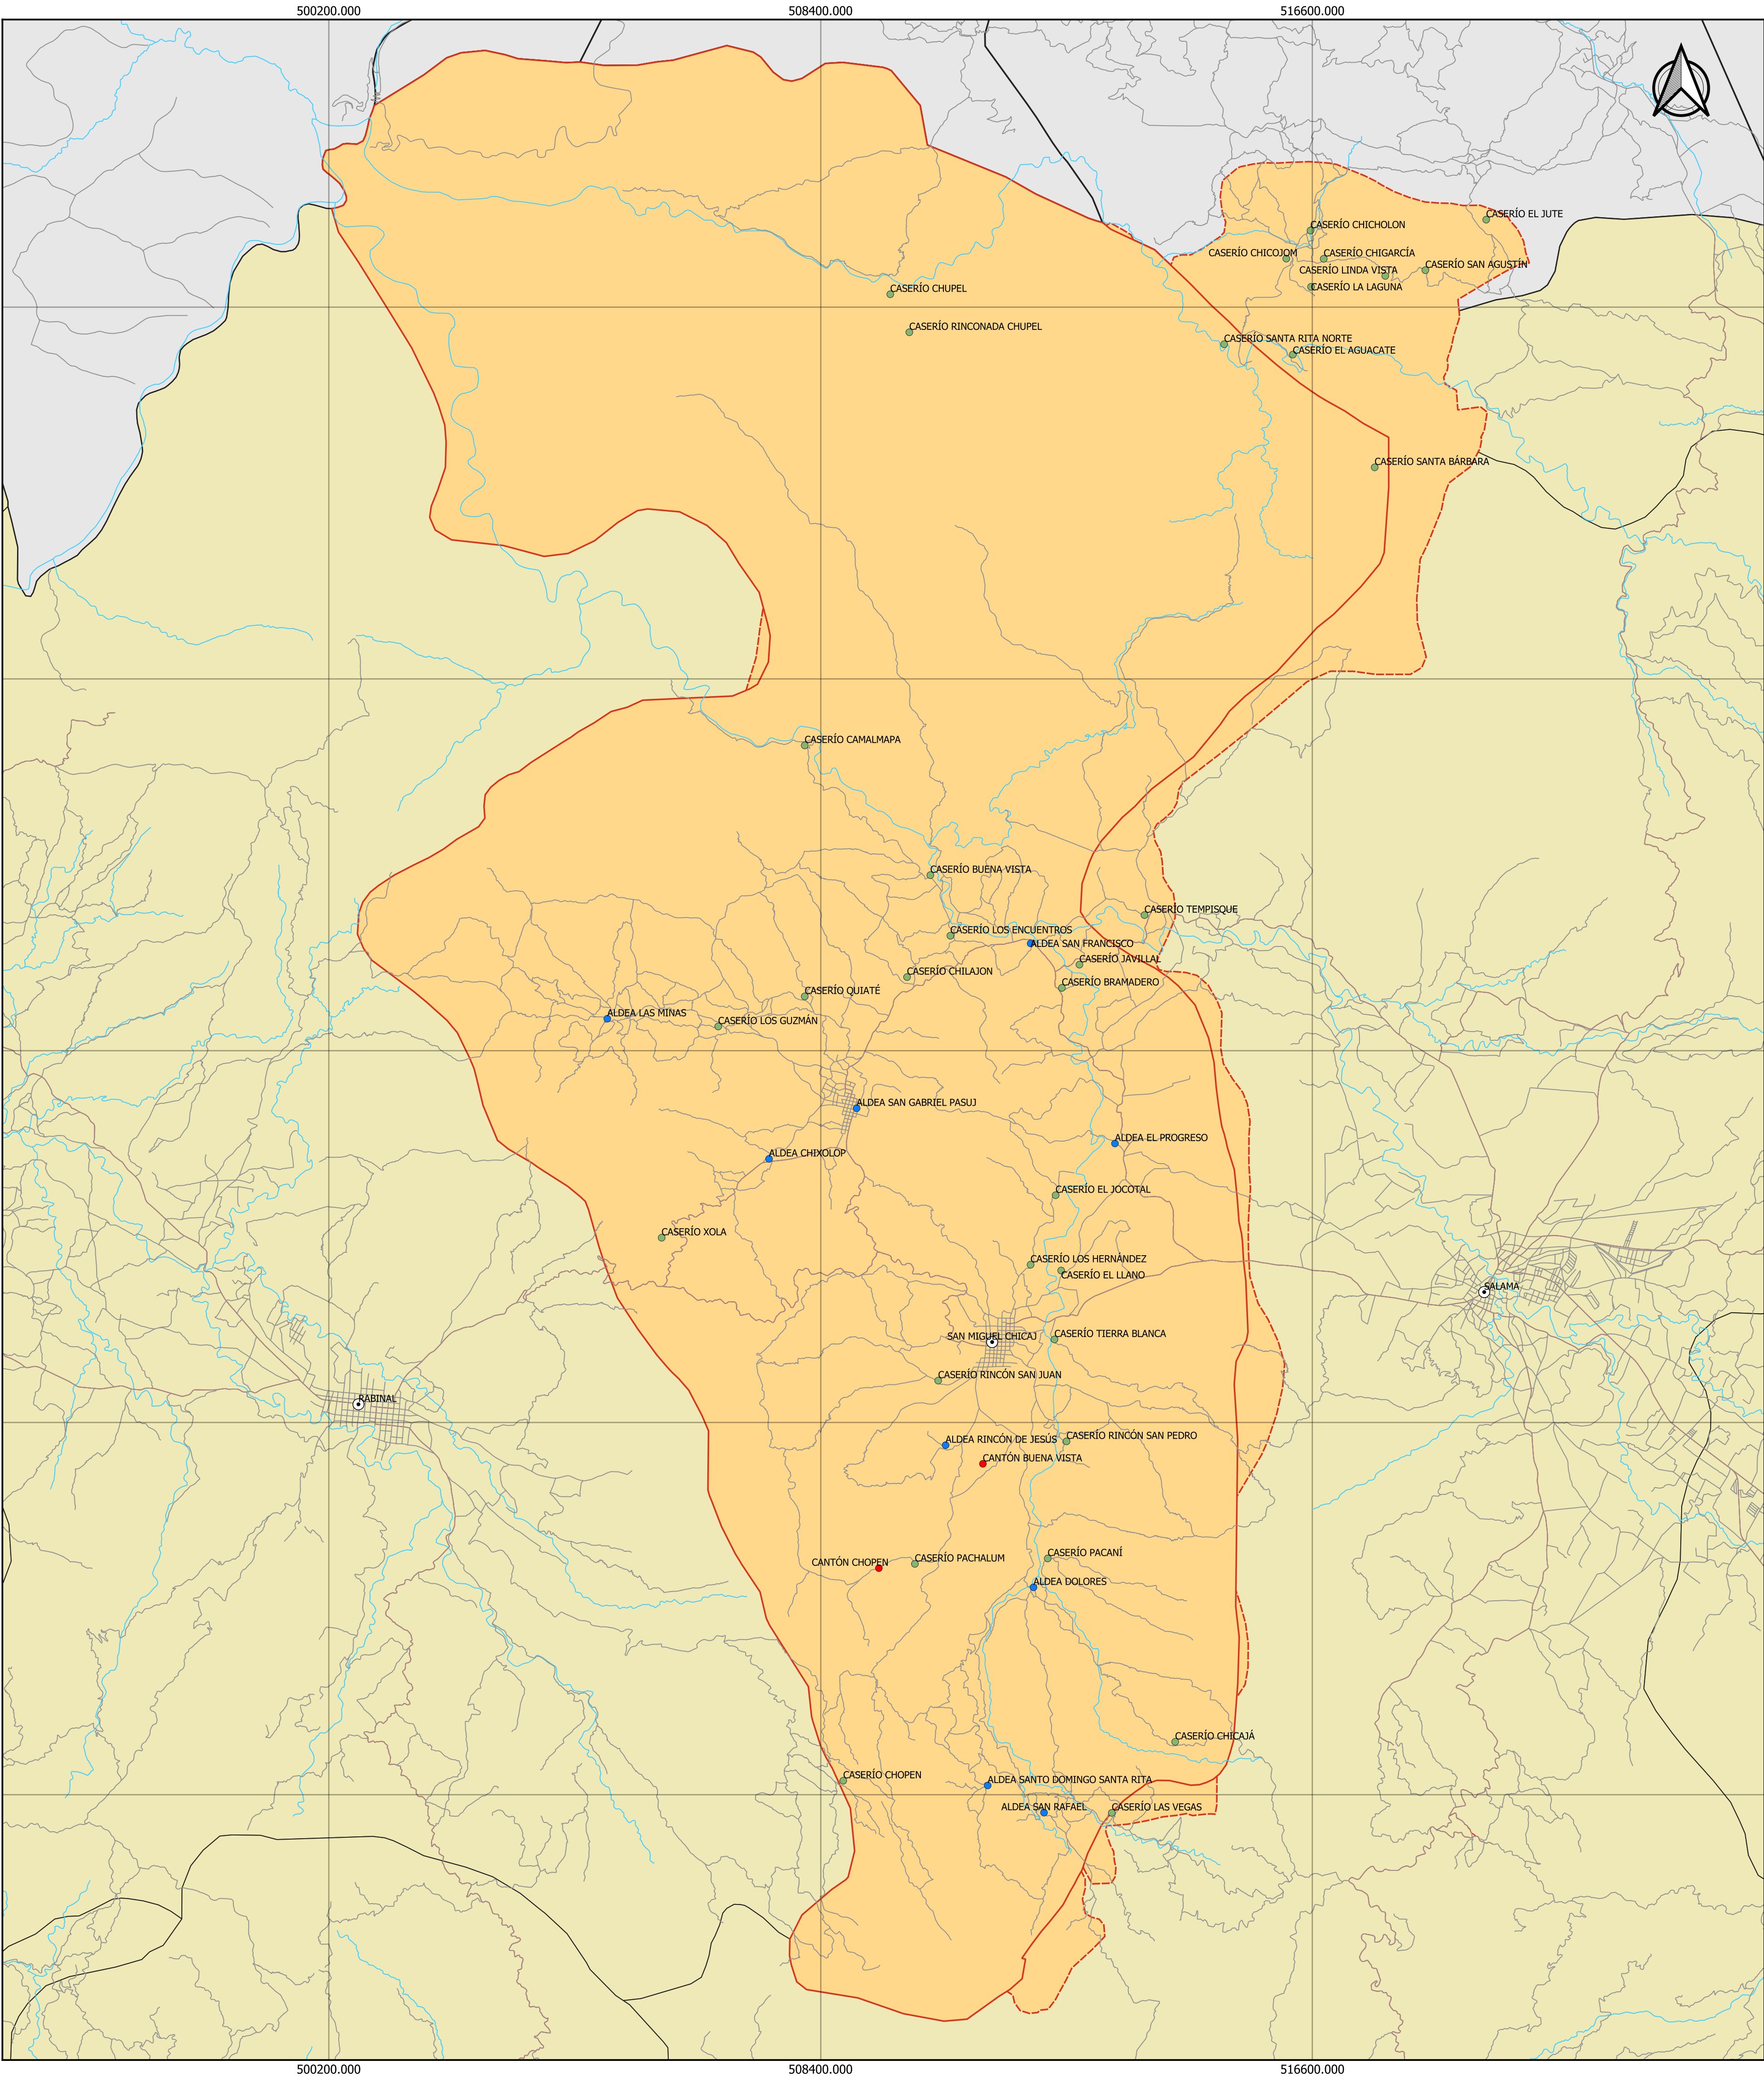 500200.000 508400.000 516600.000
CASERÍO EL JUTE
CASERÍO CHICHOLON
CASERÍO CHICOJOM
CASERÍO CHIGARCÍA
CASERÍO SAN AGUSTÍN
CASERÍO LINDA VISTA
CASERÍO LA LAGUNA
CASERÍO CHUPEL
CASERÍO RINCONADA CHUPEL
CASERÍO SANTA RITA NORTE
CASERÍO EL AGUACATE
CASERÍO SANTA BÁRBARA
CASERÍO CAMALMAPA
CASERÍO BUENA VISTA
CASERÍO TEMPISQUE
CASERÍO LOS ENCUENTROS
ALDEA SAN FRANCISCO
CASERÍO JAVILLAL
CASERÍO CHILAJON
CASERÍO BRAMADERO
CASERÍO QUIATÉ
ALDEA LAS MINAS
CASERÍO LOS GUZMÁN
ALDEA SAN GABRIEL PASUJ
ALDEA EL PROGRESO
ALDEA CHIXOLOP
CASERÍO EL JOCOTAL
CASERÍO XOLA
CASERÍO LOS HERNÁNDEZ
CASERÍO EL LLANO
SALAMA
CASERÍO TIERRA BLANCA
SAN MIGUEL CHICAJ
CASERÍO RINCÓN SAN JUAN
RABINAL
CASERÍO RINCÓN SAN PEDRO
ALDEA RINCÓN DE JESÚS
CANTÓN BUENA VISTA
CASERÍO PACANÍ
CASERÍO PACHALUM
CANTÓN CHOPEN
ALDEA DOLORES
CASERÍO CHICAJÁ
CASERÍO CHOPEN
ALDEA SANTO DOMINGO SANTA RITA
ALDEA SAN RAFAEL
CASERÍO LAS VEGAS
500200.000 508400.000 516600.000